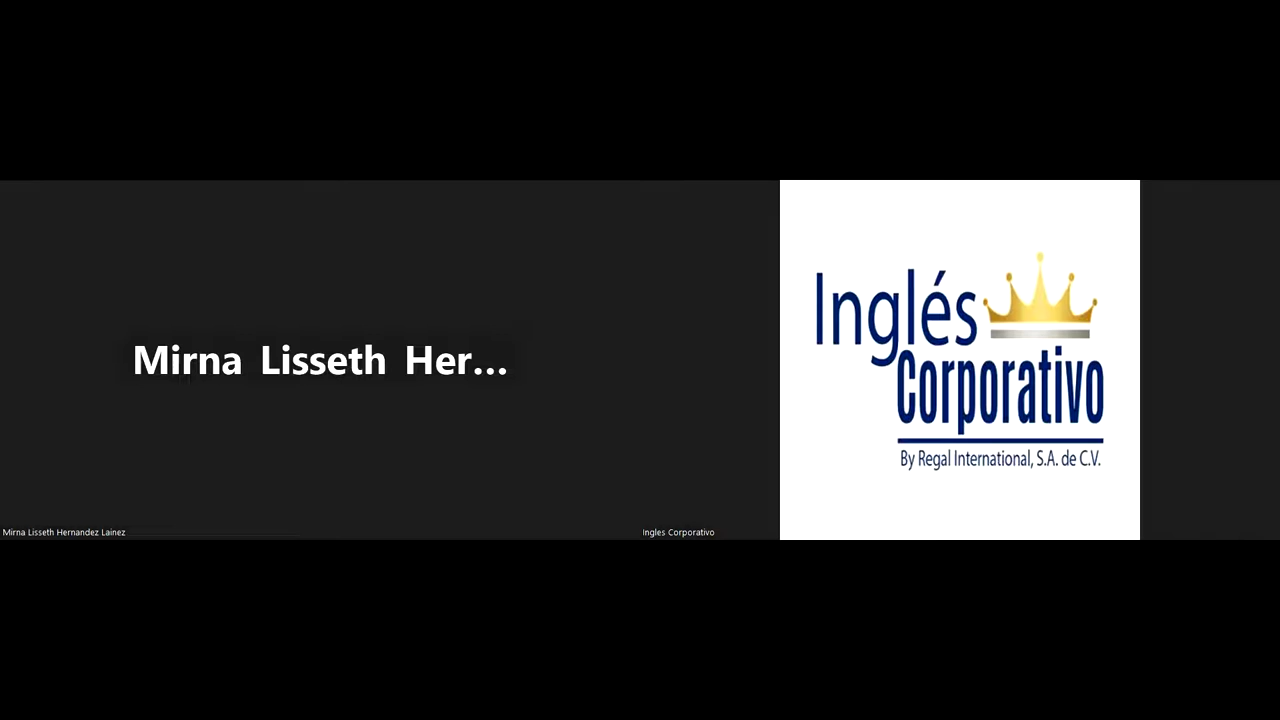 Mirna Lisseth Her...
Mirna Lisseth Hernandez Lainez
Inglés
Corporativo
By Regal International, S.A. de C.V.
Ingles Corporativo